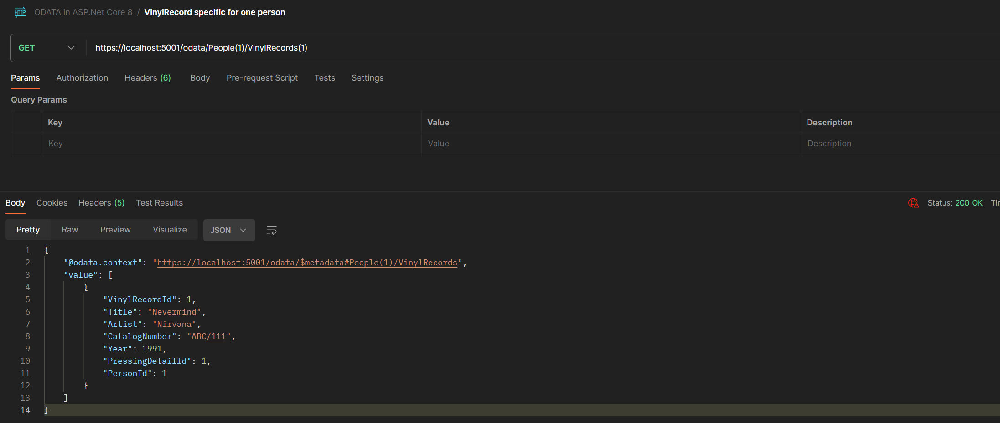 HTTP ODATA in ASP.Net Core 8 / VinylRecord specific for one person
GET https://localhost:5001/odata/People(1)/VinylRecords(1)
Params Authorization Headers (6) Body Pre-request Script Tests Settings
Query Params
Key Value Description
Key Value Description
Body Cookies Headers (5) Test Results Status: 200 OK
Pretty Raw Preview Visualize JSON
1 {
2 "@odata.context": "https://localhost:5001/odata/$metadata#People(1)/VinylRecords",
3 "value": [
4 {
5 "VinylRecordId": 1,
6 "Title": "Nevermind",
7 "Artist": "Nirvana",
8 "CatalogNumber": "ABC/111",
9 "Year": 1991,
10 "PressingDetailId": 1,
11 "PersonId": 1
12 }
13 ]
14 }